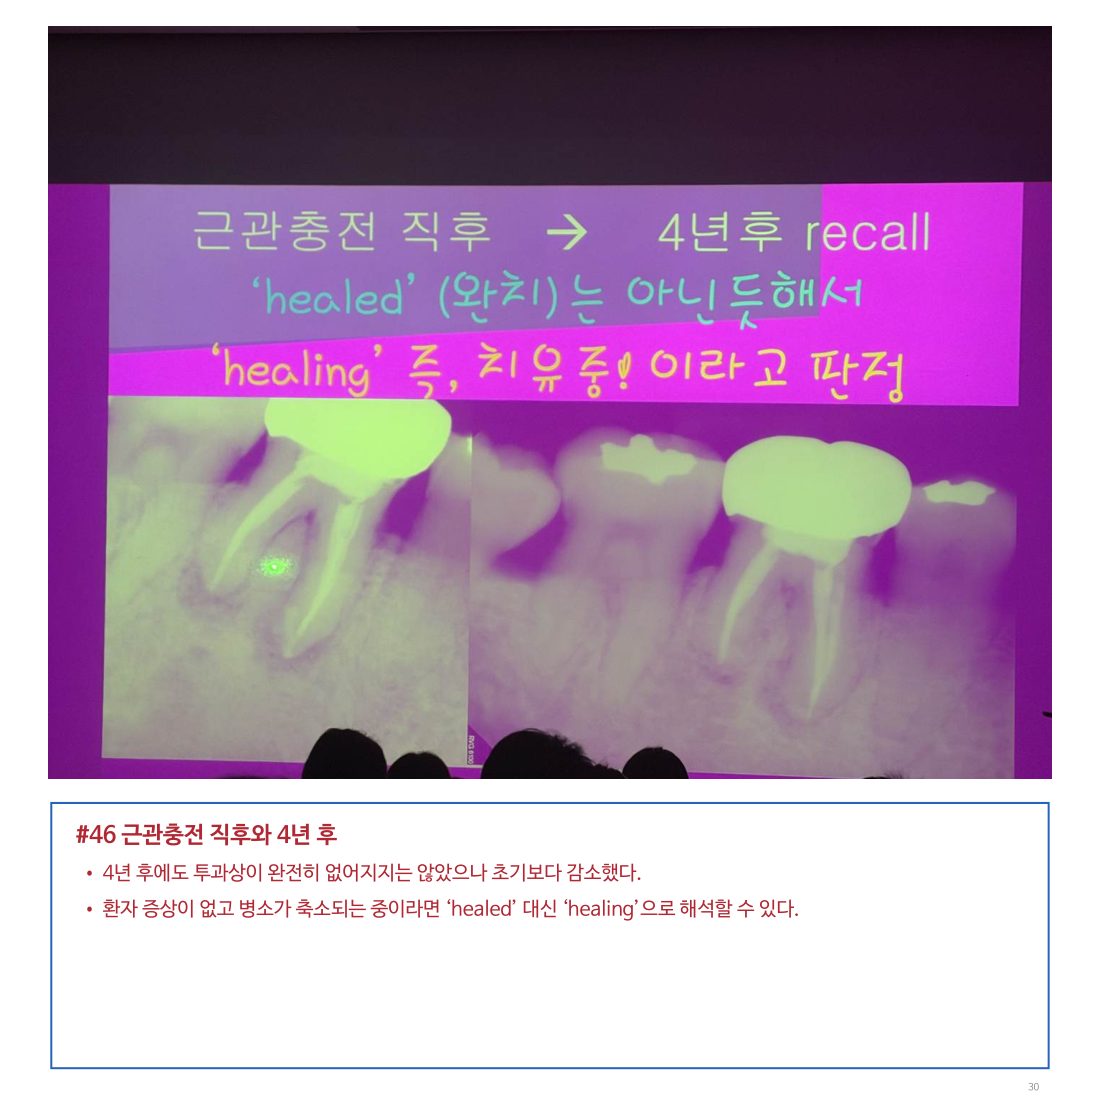 근관충전 직후 → 4년후 recall
‘healed’ (완치)는 아닌듯해서
‘healing’ 즉, 치유중! 이라고 판정
RVG 6100
#46 근관충전 직후와 4년 후
• 4년 후에도 투과상이 완전히 없어지지는 않았으나 초기보다 감소했다.
• 환자 증상이 없고 병소가 축소되는 중이라면 ‘healed’ 대신 ‘healing’으로 해석할 수 있다.
30